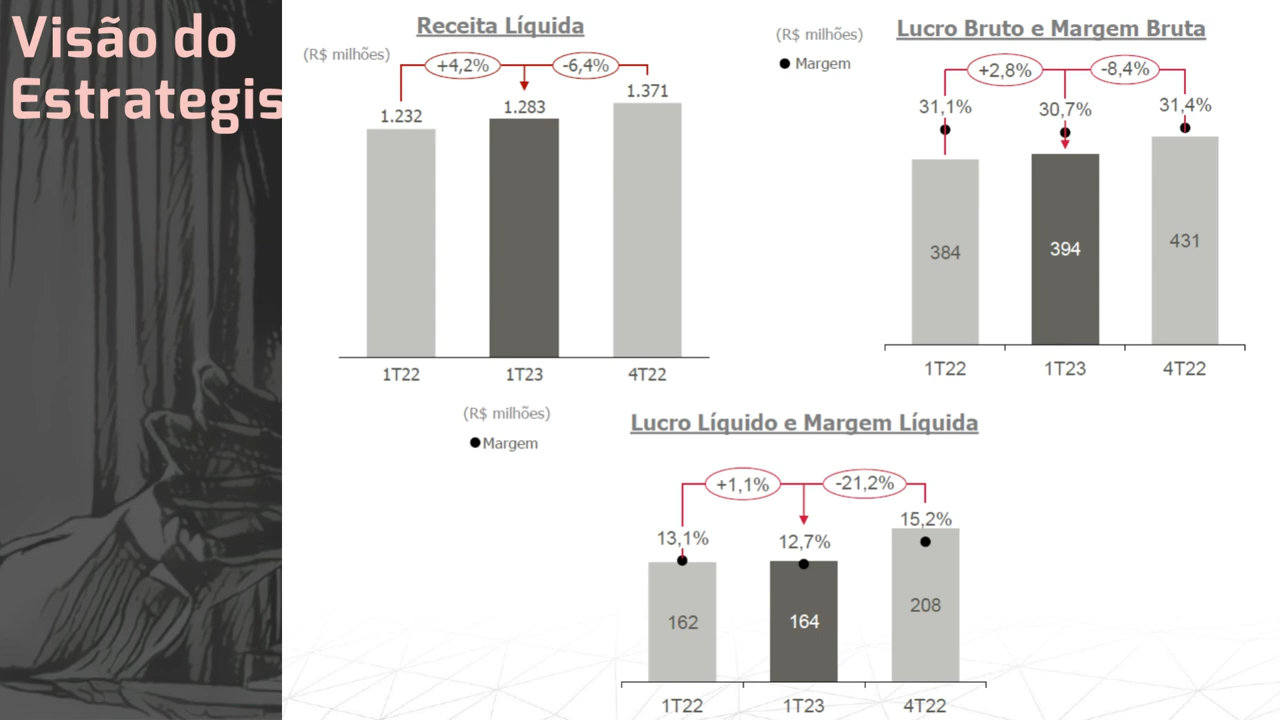 Visão do
Estrategis
Receita Líquida
(R$ milhões)
+4,2%
-6,4%
1.232
1.283
1.371
1T22
1T23
4T22
(R$ milhões)
Margem
Lucro Bruto e Margem Bruta
+2,8%
-8,4%
31,1%
30,7%
31,4%
384
394
431
1T22
1T23
4T22
(R$ milhões)
Margem
Lucro Líquido e Margem Líquida
+1,1%
-21,2%
13,1%
12,7%
15,2%
162
164
208
1T22
1T23
4T22